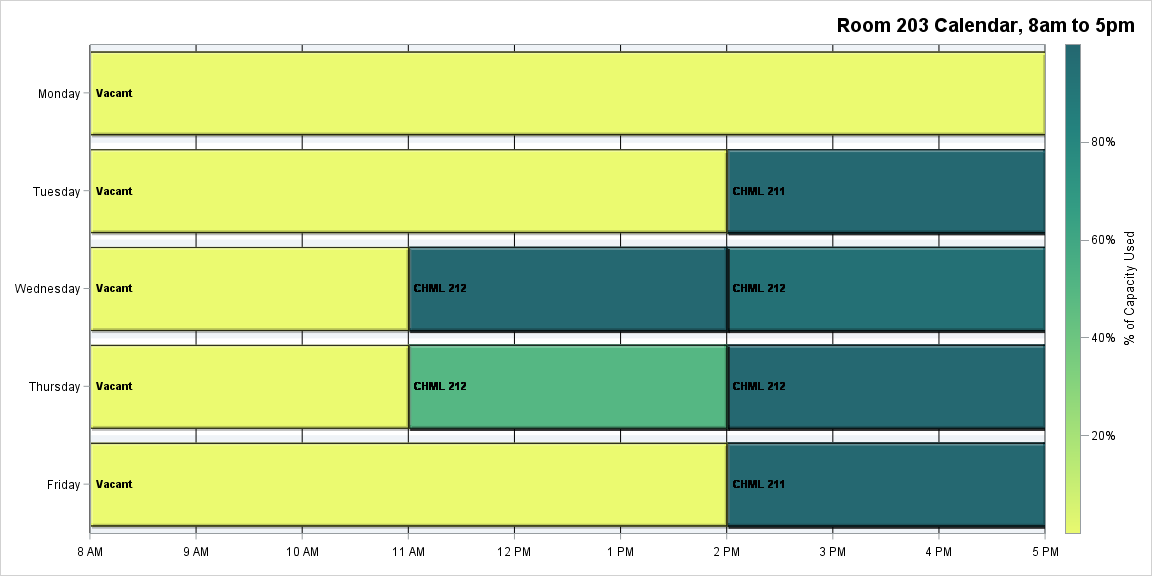 Room 203 Calendar, 8am to 5pm
Monday
Vacant
Tuesday
Vacant
CHML 211
Wednesday
Vacant
CHML 212
CHML 212
Thursday
Vacant
CHML 212
CHML 212
Friday
Vacant
CHML 211
8 AM
9 AM
10 AM
11 AM
12 PM
1 PM
2 PM
3 PM
4 PM
5 PM
80%
60%
40%
20%
% of Capacity Used